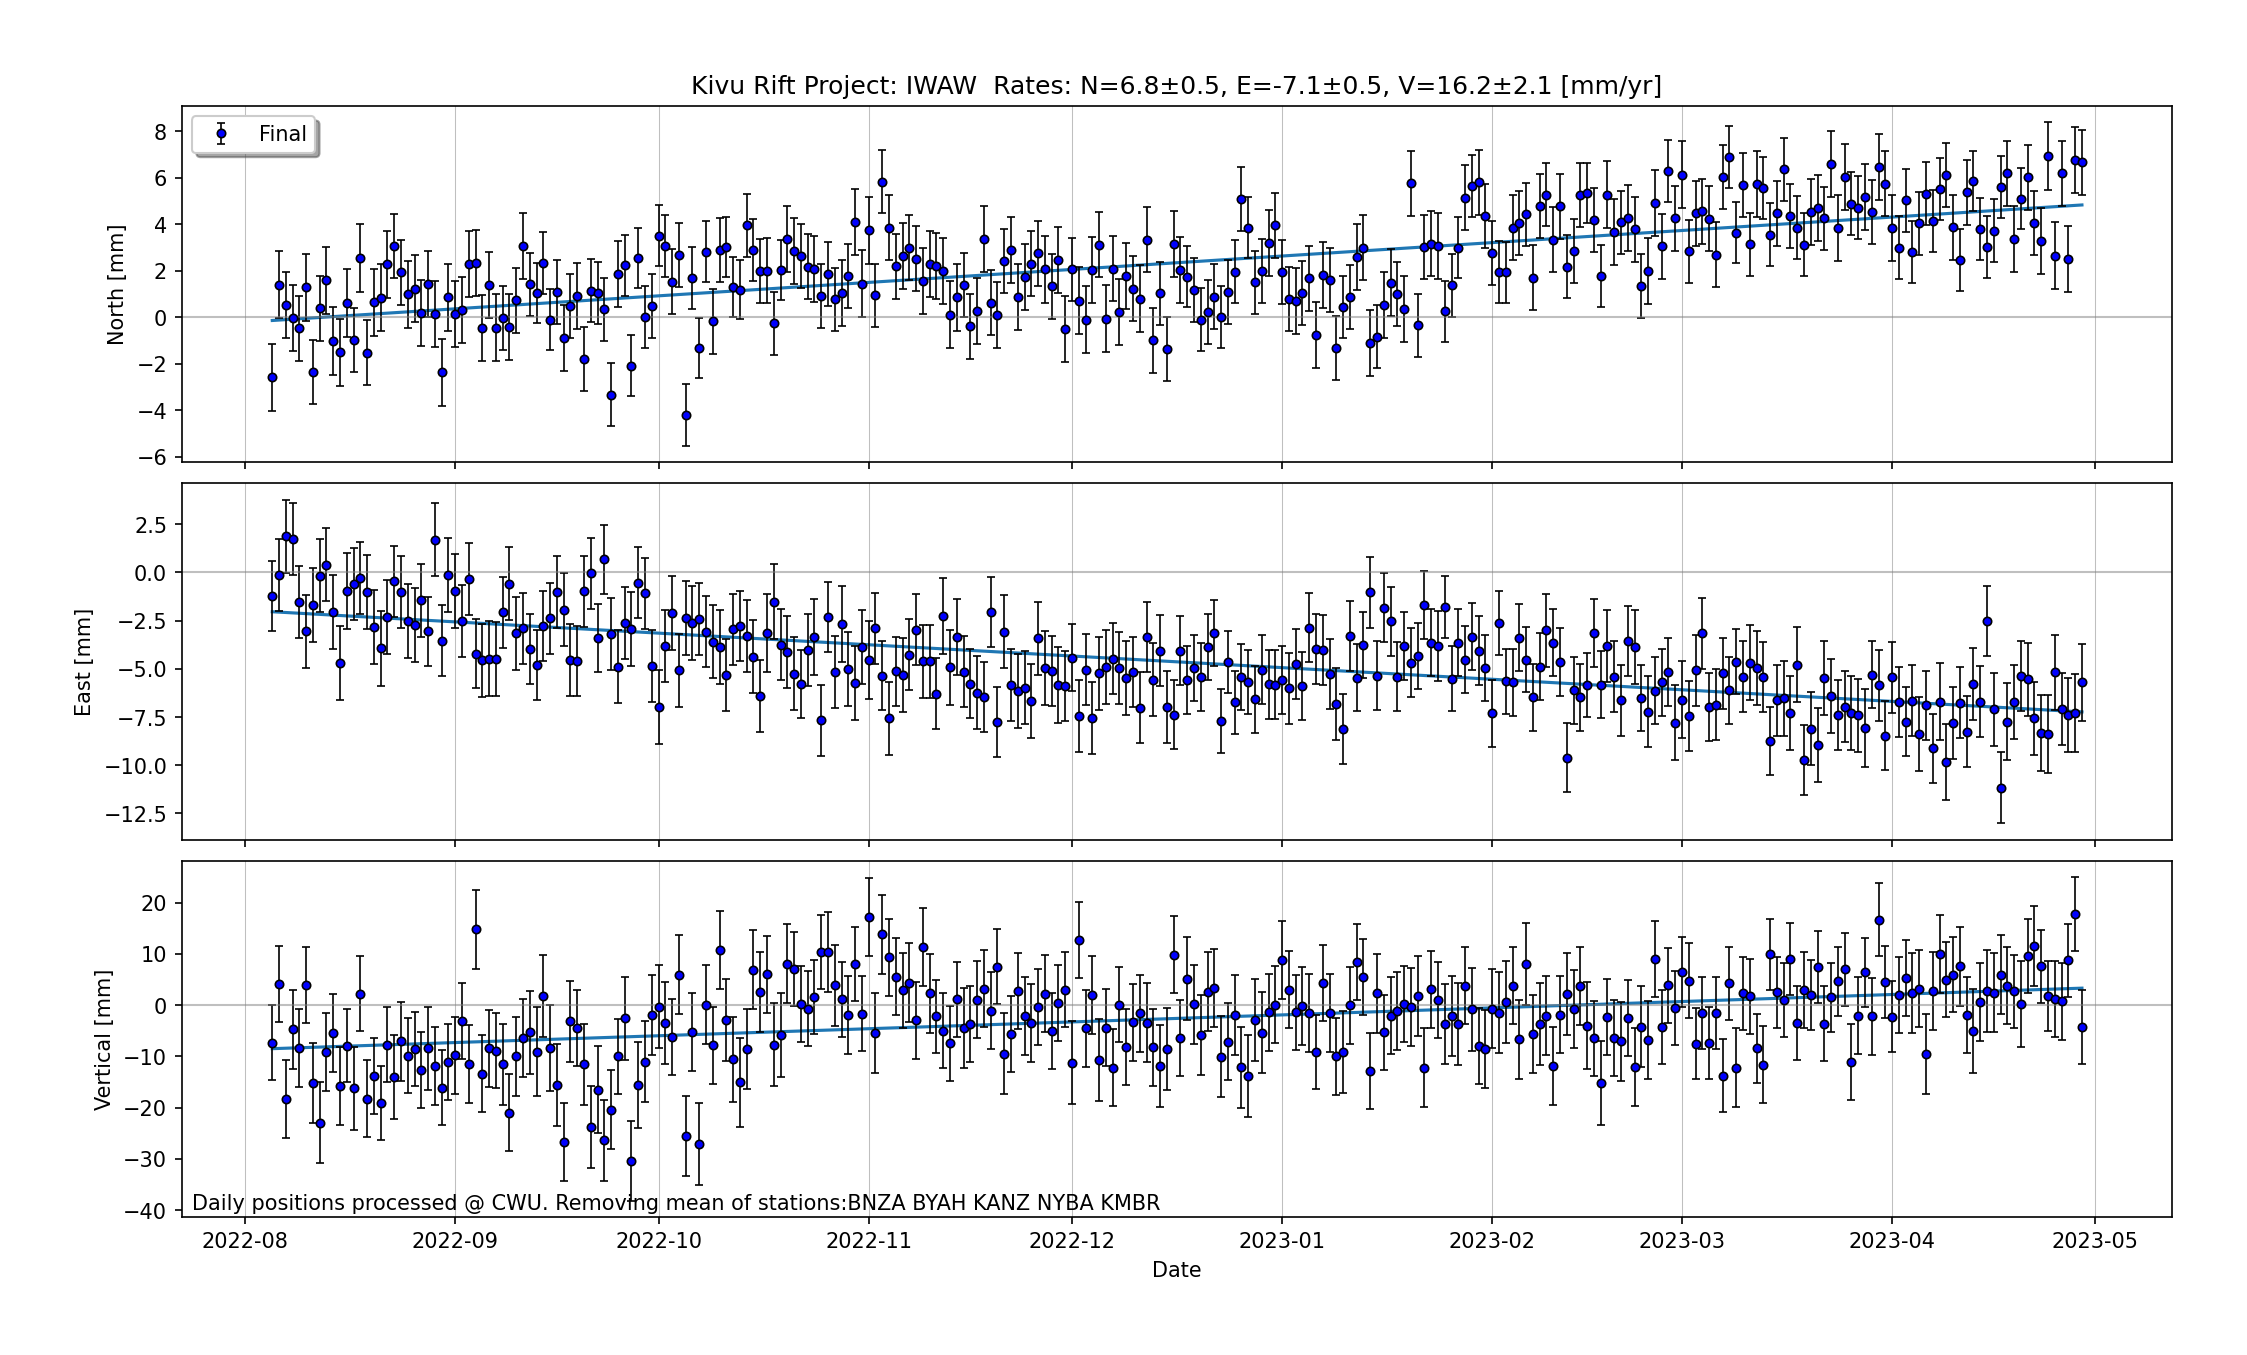 Kivu Rift Project: IWAW  Rates: N=6.8±0.5, E=-7.1±0.5, V=16.2±2.1 [mm/yr]
Final
North [mm]
8
6
4
2
0
−2
−4
−6
East [mm]
2.5
0.0
−2.5
−5.0
−7.5
−10.0
−12.5
Vertical [mm]
20
10
0
−10
−20
−30
−40
Daily positions processed @ CWU. Removing mean of stations:BNZA BYAH KANZ NYBA KMBR
2022-08 2022-09 2022-10 2022-11 2022-12 2023-01 2023-02 2023-03 2023-04 2023-05
Date